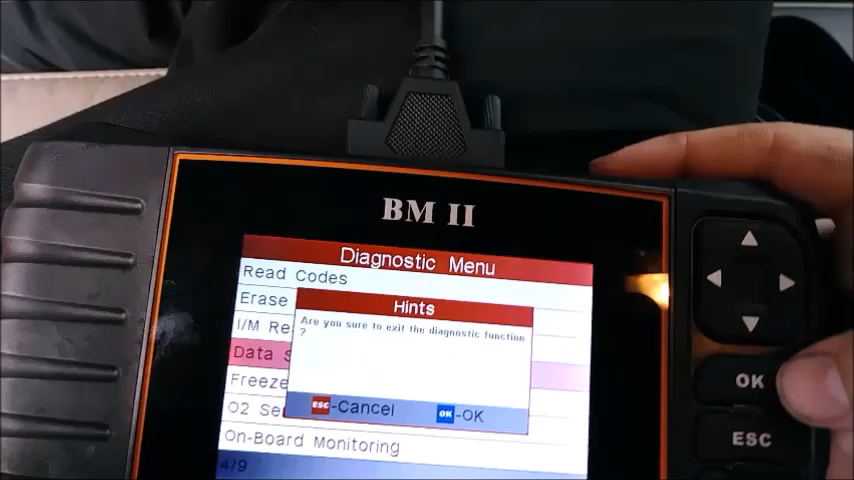 BM II
Diagnostic Menu
Read Codes
Erase
Hints
Are you sure to exit the diagnostic function
?
I/M Re
Data S
Freeze
ESC-Cancel OK-OK
O2 Se
On-Board Monitoring
4/9
OK
ESC